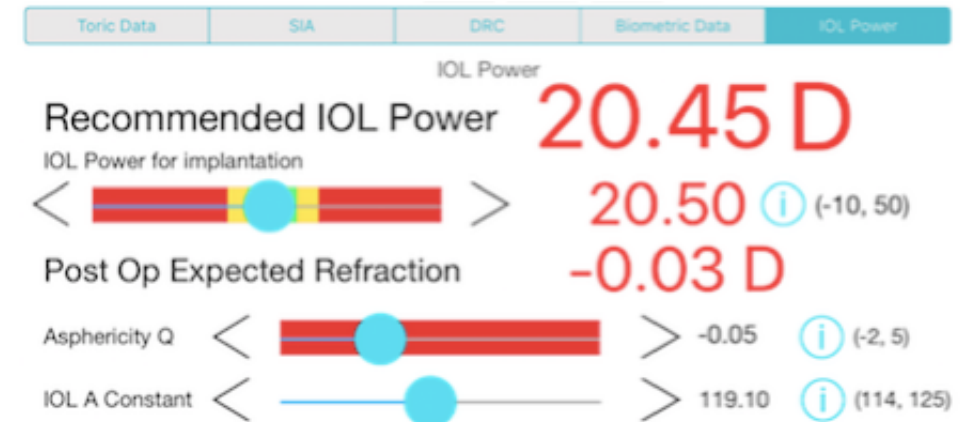 Toric Data SIA DRC Biometric Data IOL Power
IOL Power
Recommended IOL Power 20.45 D
IOL Power for implantation
< > 20.50 i (-10, 50)
Post Op Expected Refraction -0.03 D
Asphericity Q < > -0.05 i (-2, 5)
IOL A Constant < > 119.10 i (114, 125)